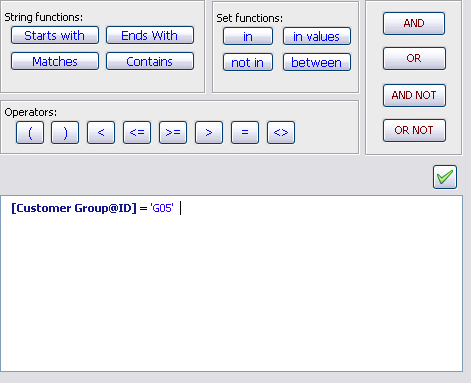 String functions:
Starts with
Ends With
Matches
Contains
Set functions:
in
in values
not in
between
AND
OR
AND NOT
OR NOT
Operators:
( ) < <= >= > = <>
[Customer Group@ID] = 'G05'